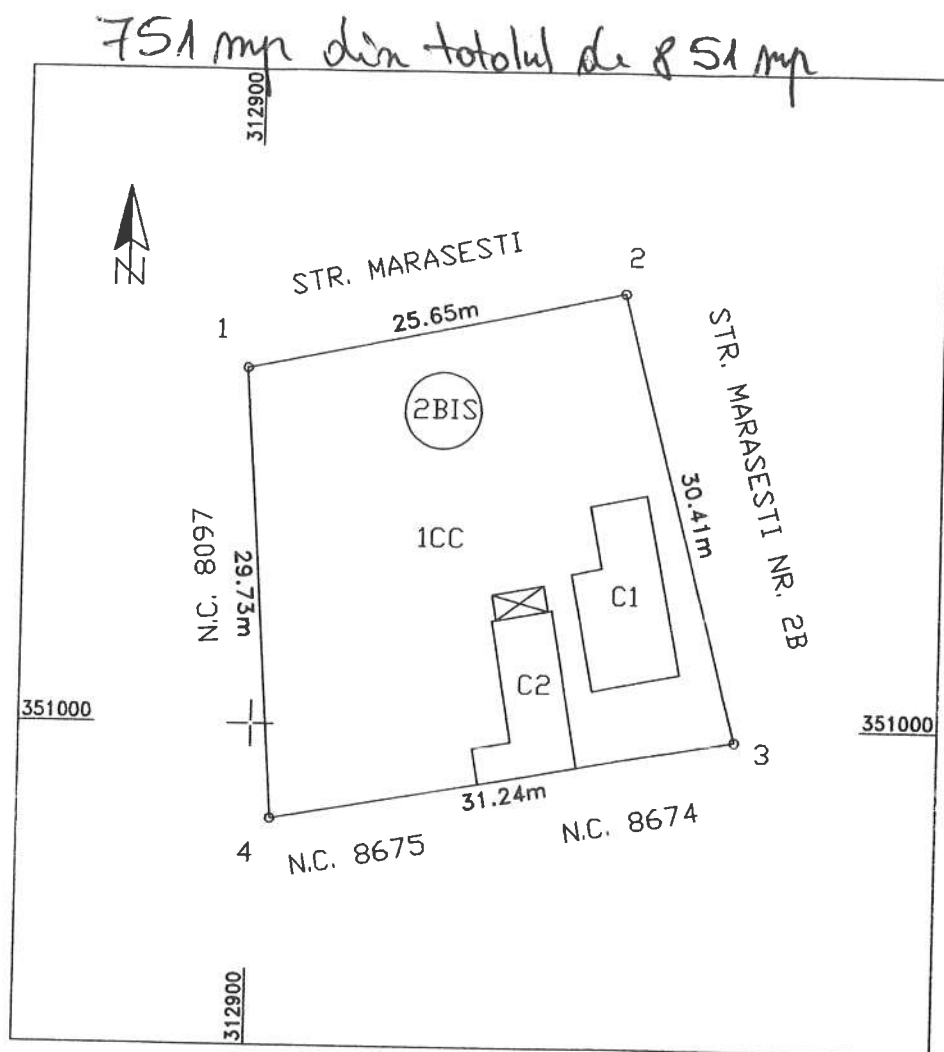 751 mp din totolul de 851 mp
312900
N
STR. MARASESTI
2
25.65m
1
2BIS
STR. MARASESTI NR. 2B
30.41m
1CC
N.C. 8097
29.73m
C1
C2
351000
351000
3
31.24m
N.C. 8674
4
N.C. 8675
312900